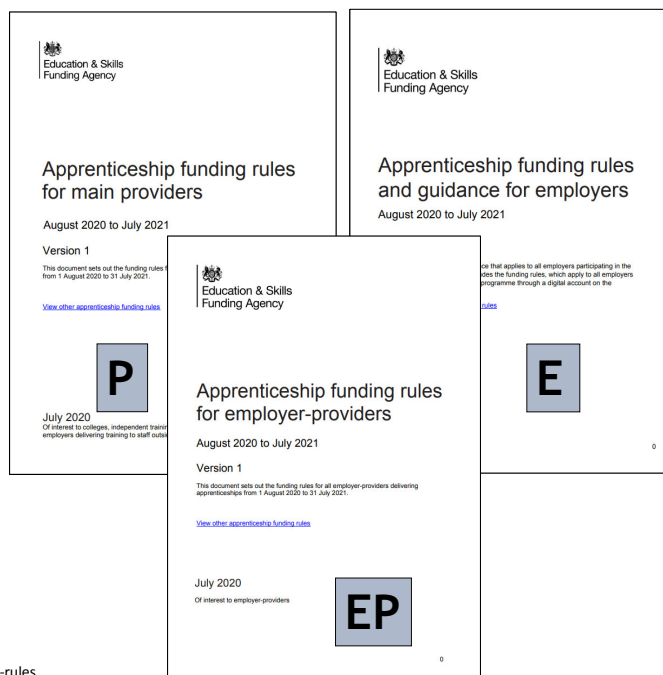 Education & Skills
Funding Agency
Apprenticeship funding rules
for main providers
August 2020 to July 2021
Version 1
This document sets out the funding rules f
from 1 August 2020 to 31 July 2021.
View other apprenticeship funding rules
P
July 2020
Of interest to colleges, independent trainin
employers delivering training to staff outsi
Education & Skills
Funding Agency
Apprenticeship funding rules
and guidance for employers
August 2020 to July 2021
ce that applies to all employers participating in the
des the funding rules, which apply to all employers
programme through a digital account on the
rules
E
0
Education & Skills
Funding Agency
Apprenticeship funding rules
for employer-providers
August 2020 to July 2021
Version 1
This document sets out the funding rules for all employer-providers delivering
apprenticeships from 1 August 2020 to 31 July 2021.
View other apprenticeship funding rules
July 2020
Of interest to employer-providers
EP
0
-rules